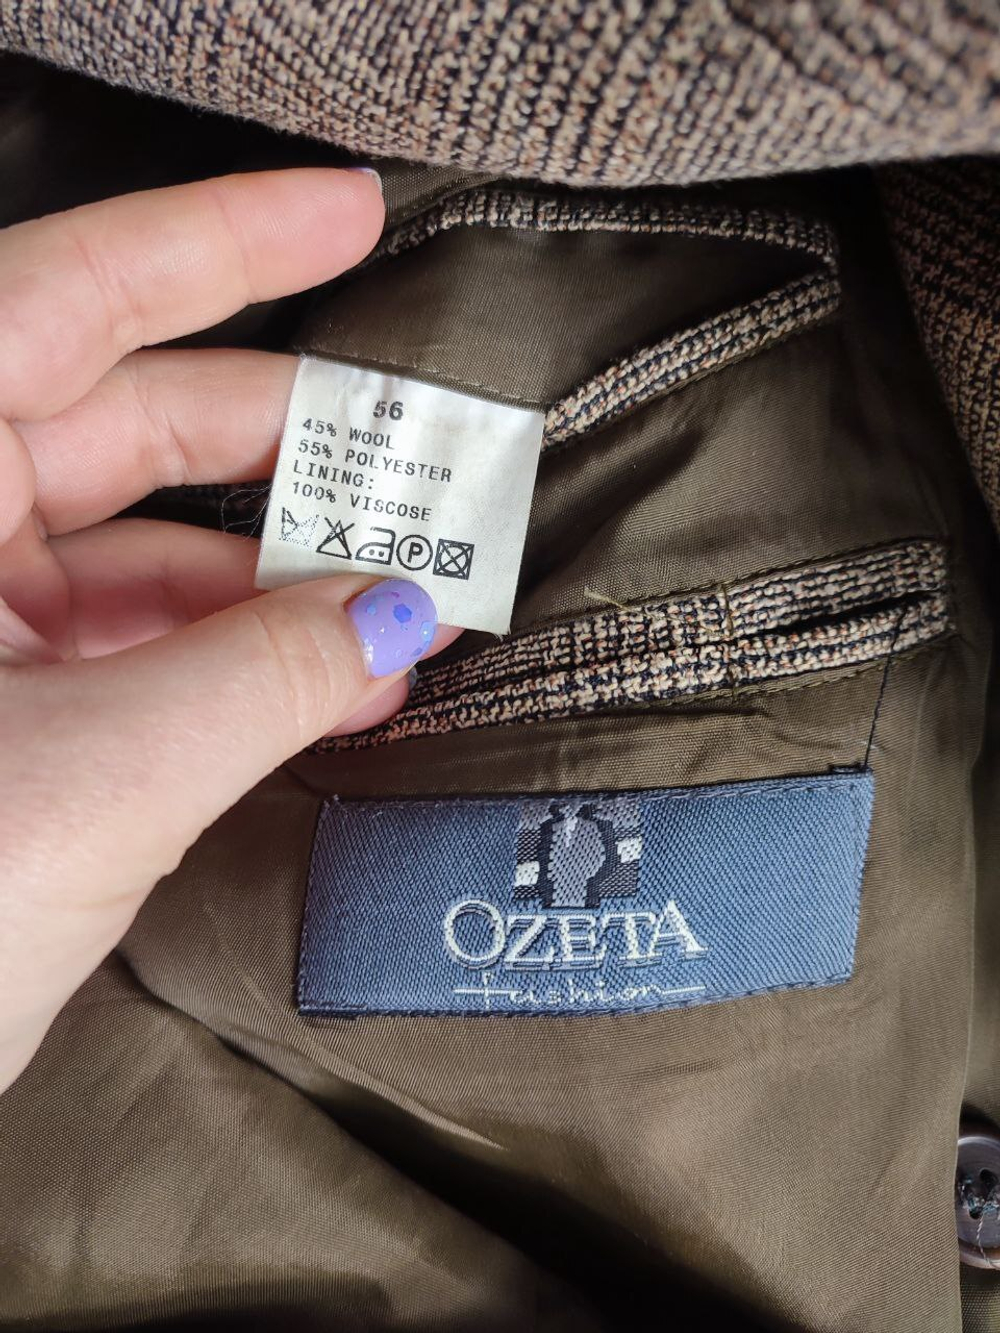 56
45% WOOL
55% POLYESTER
LINING:
100% VISCOSE
P
OZETA
fashion